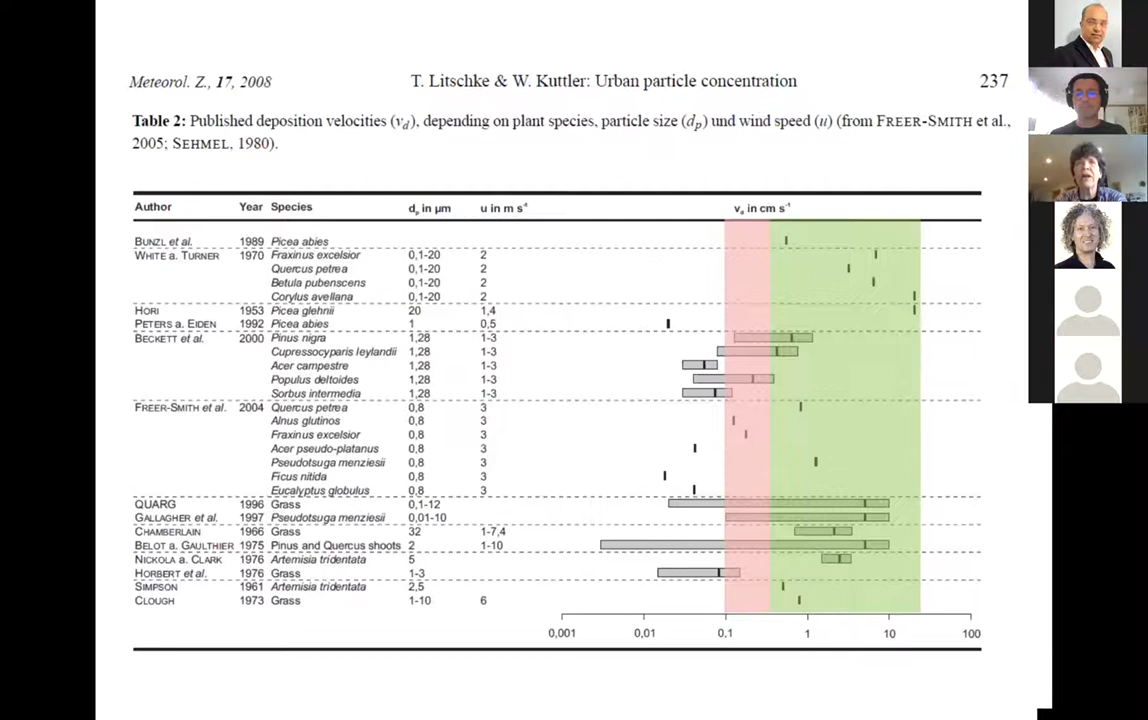 Meteorol. Z., 17, 2008 T. Litschke & W. Kuttler: Urban particle concentration 237
Table 2: Published deposition velocities (vd), depending on plant species, particle size (dp) und wind speed (u) (from FREER-SMITH et al.,
2005; SEHMEL, 1980).
Author Year Species dp in µm u in m s⁻¹ vd in cm s⁻¹
BUNZL et al. 1989 Picea abies
WHITE a. TURNER 1970 Fraxinus excelsior 0,1-20 2
Quercus petrea 0,1-20 2
Betula pubenscens 0,1-20 2
Corylus avellana 0,1-20 2
HORI 1953 Picea glehnii 20 1,4
PETERS a. EIDEN 1992 Picea abies 1 0,5
BECKETT et al. 2000 Pinus nigra 1,28 1-3
Cupressocyparis leylandii 1,28 1-3
Acer campestre 1,28 1-3
Populus deltoides 1,28 1-3
Sorbus intermedia 1,28 1-3
FREER-SMITH et al. 2004 Quercus petrea 0,8 3
Alnus glutinos 0,8 3
Fraxinus excelsior 0,8 3
Acer pseudo-platanus 0,8 3
Pseudotsuga menziesii 0,8 3
Ficus nitida 0,8 3
Eucalyptus globulus 0,8 3
QUARG 1996 Grass 0,1-12
GALLAGHER et al. 1997 Pseudotsuga menziesii 0,01-10
CHAMBERLAIN 1966 Grass 32 1-7,4
BELOT a. GAULTHIER 1975 Pinus and Quercus shoots 2 1-10
NICKOLA a. CLARK 1976 Artemisia tridentata 5
HORBERT et al. 1976 Grass 1-3
SIMPSON 1961 Artemisia tridentata 2,5
CLOUGH 1973 Grass 1-10 6
0,001 0,01 0,1 1 10 100